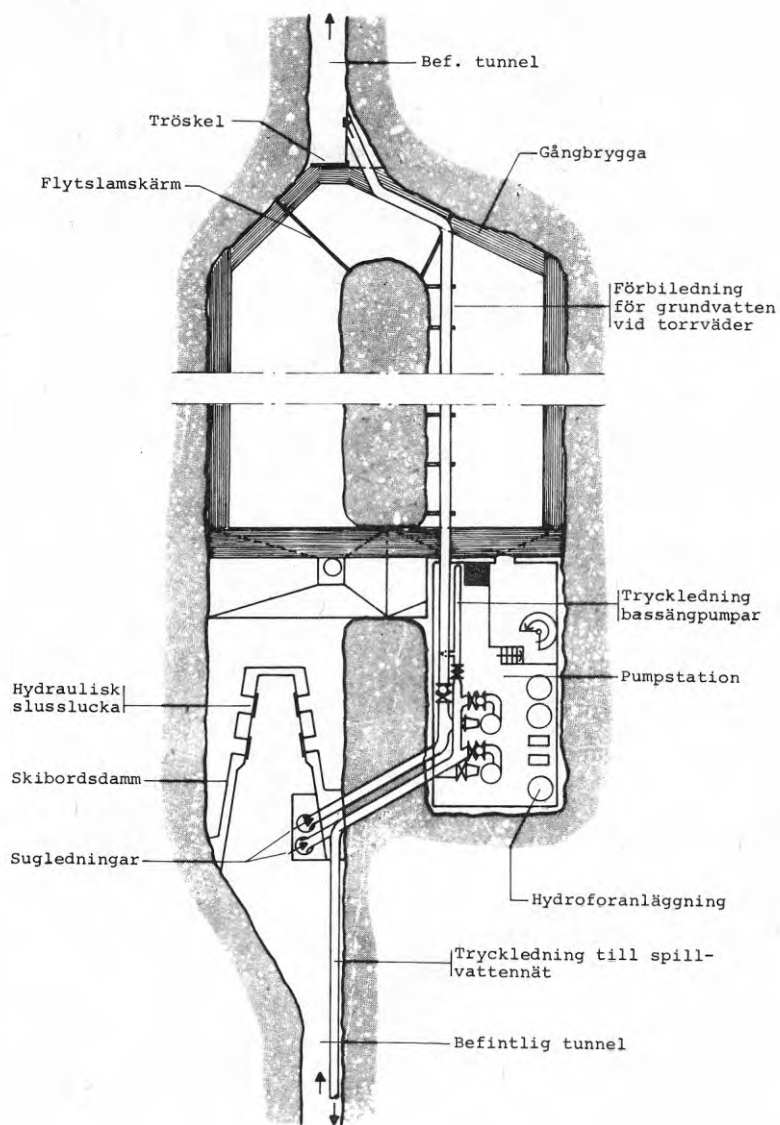 Bef. tunnel
Tröskel
Gångbrygga
Flytslamskärm
Förbiledning
för grundvatten
vid torrväder
Tryckledning
bassängpumpar
Hydraulisk
slusslucka
Pumpstation
Skibordsdamm
Sugledningar
Hydroforanläggning
Tryckledning till spill-
vattennät
Befintlig tunnel